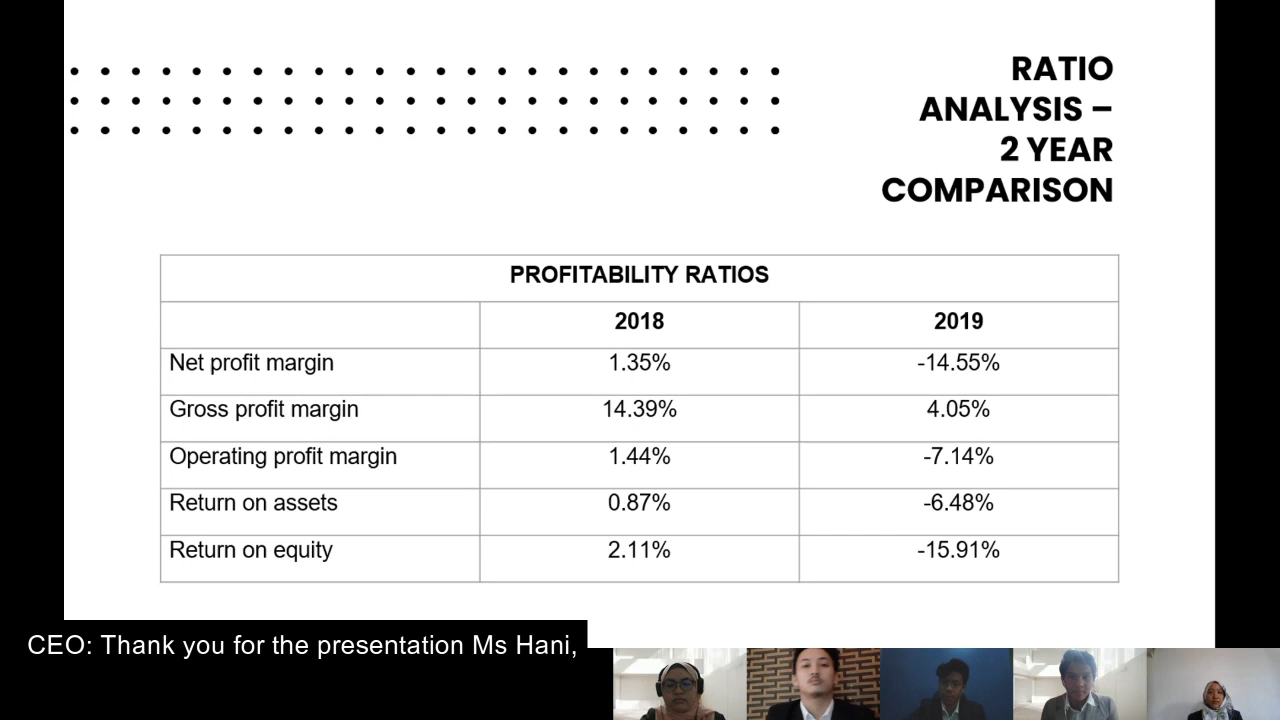 RATIO
ANALYSIS –
2 YEAR
COMPARISON
PROFITABILITY RATIOS
2018 2019
Net profit margin 1.35% -14.55%
Gross profit margin 14.39% 4.05%
Operating profit margin 1.44% -7.14%
Return on assets 0.87% -6.48%
Return on equity 2.11% -15.91%
CEO: Thank you for the presentation Ms Hani,